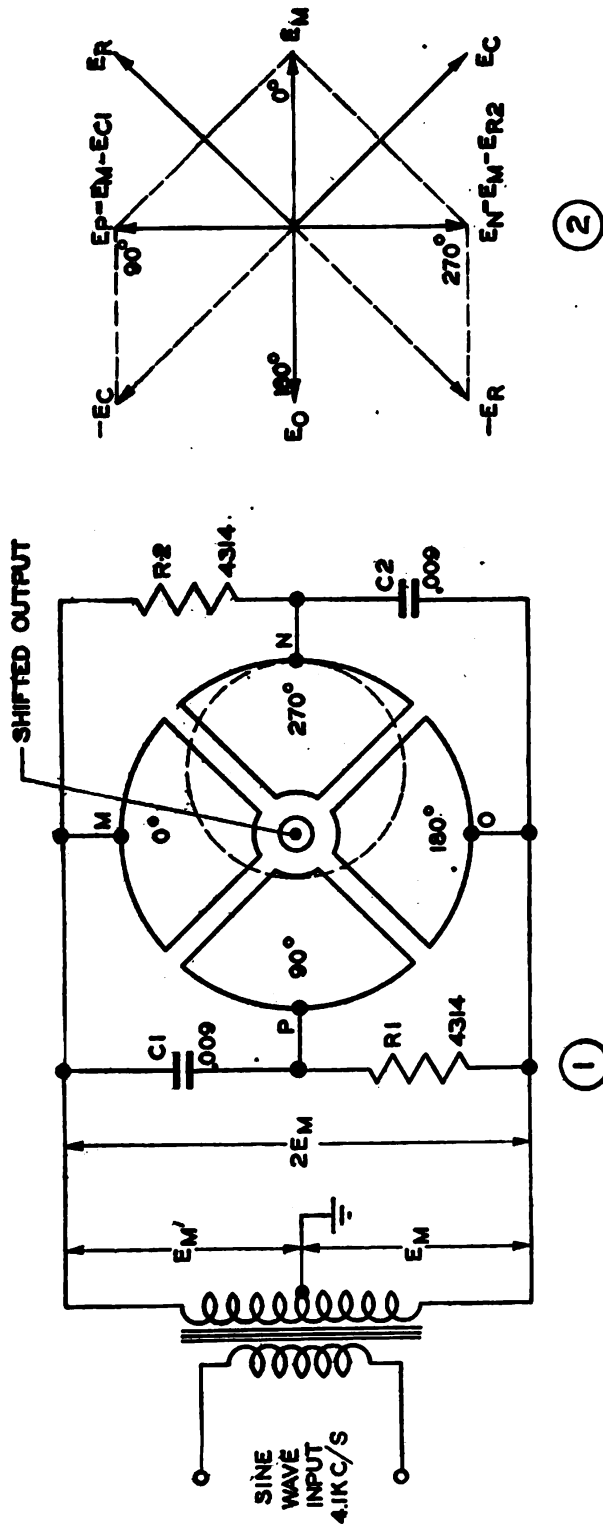 SINE
WAVE
INPUT
4.1KC/S
EM'
EM
2EM
C1
.009
P
R1
4314
SHIFTED OUTPUT
M
0°
90°
270°
180°
N
O
R2
4314
C2
.009
1
-EC
EP=EM-EC1
90°
ER
180°
EO
0°
EM
-ER
270°
EN=EM-ER2
EC
2